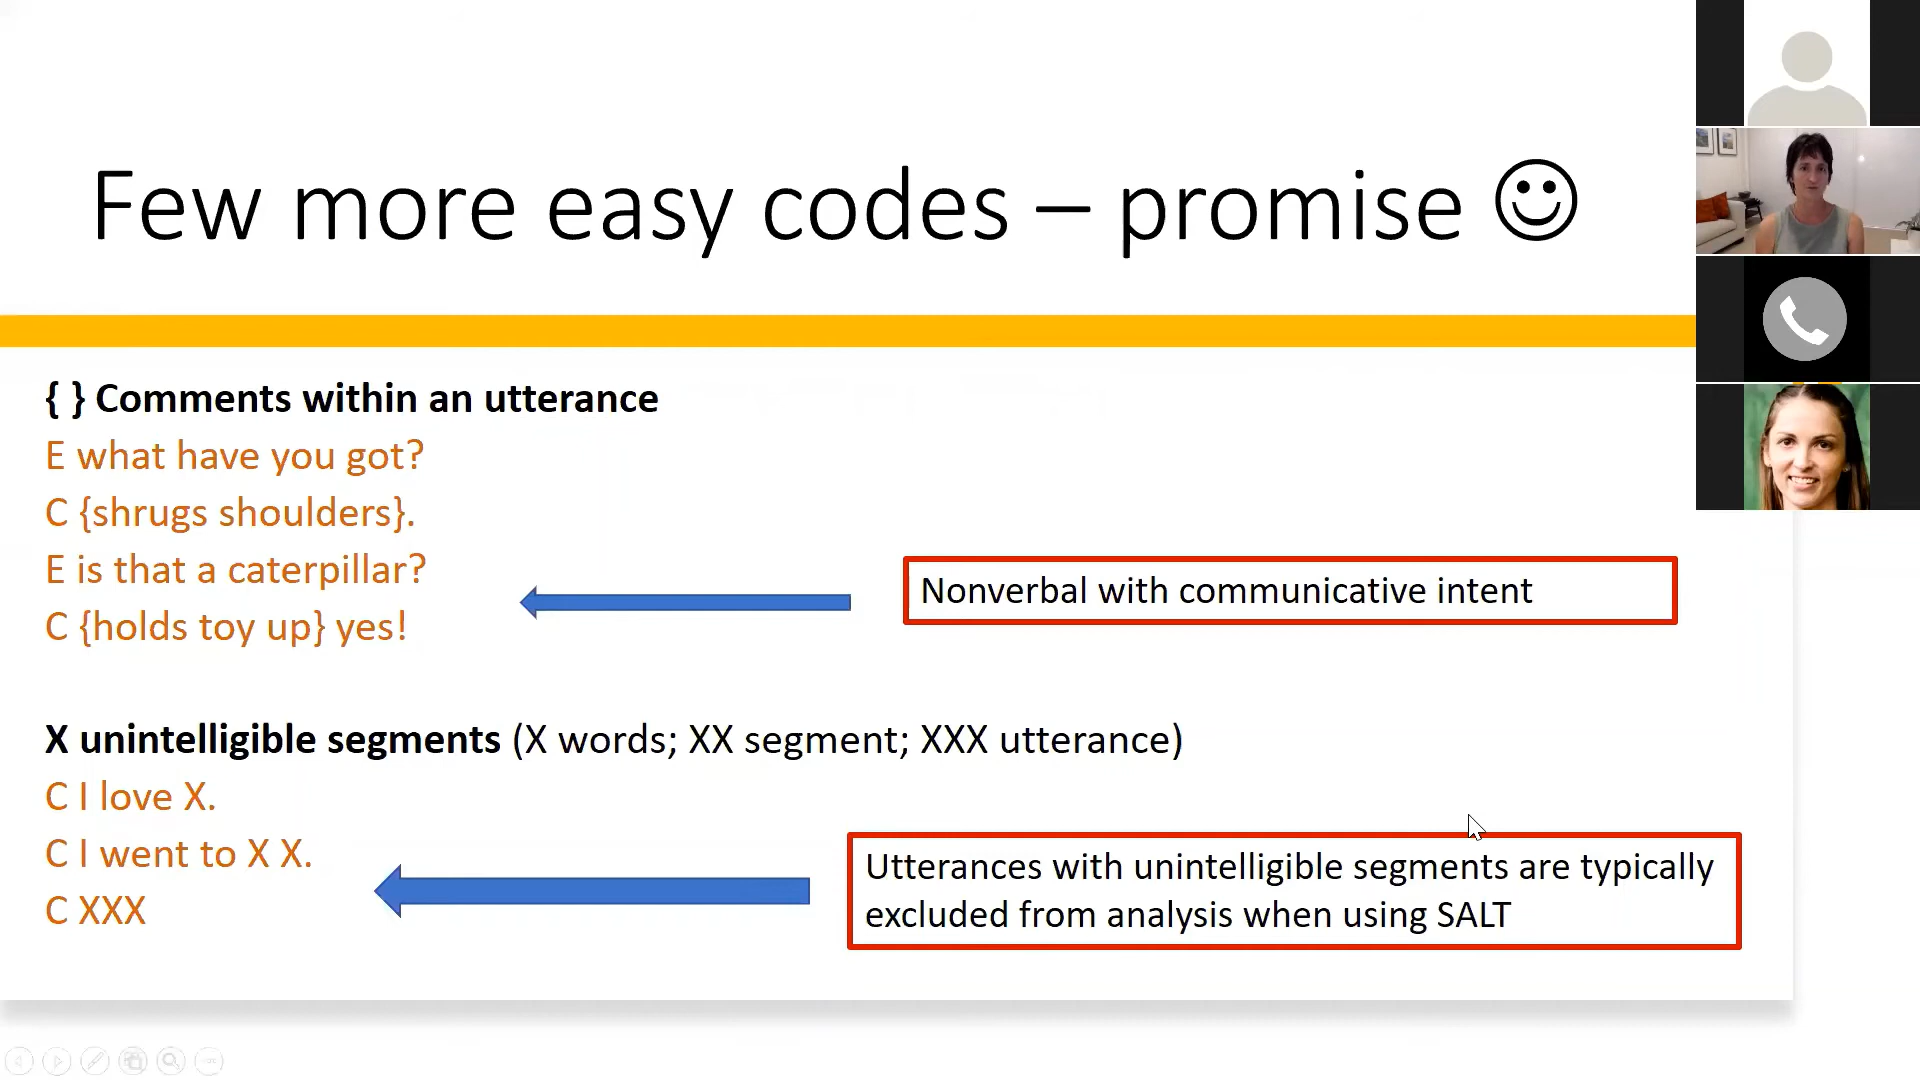 Few more easy codes – promise ☺
{ } Comments within an utterance
E what have you got?
C {shrugs shoulders}.
E is that a caterpillar?
C {holds toy up} yes!
Nonverbal with communicative intent
X unintelligible segments (X words; XX segment; XXX utterance)
C I love X.
C I went to X X.
C XXX
Utterances with unintelligible segments are typically
excluded from analysis when using SALT